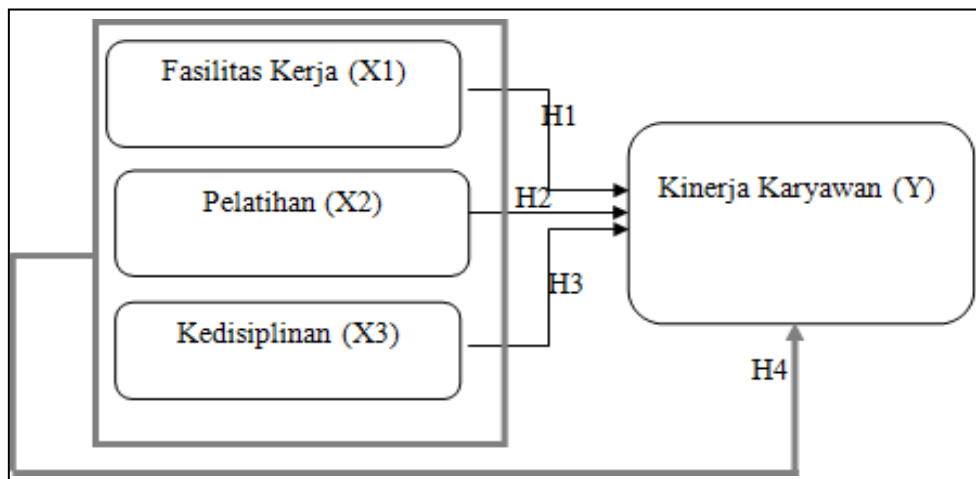 Fasilitas Kerja (X1)
H1
Pelatihan (X2)
H2
Kinerja Karyawan (Y)
H3
Kedisiplinan (X3)
H4